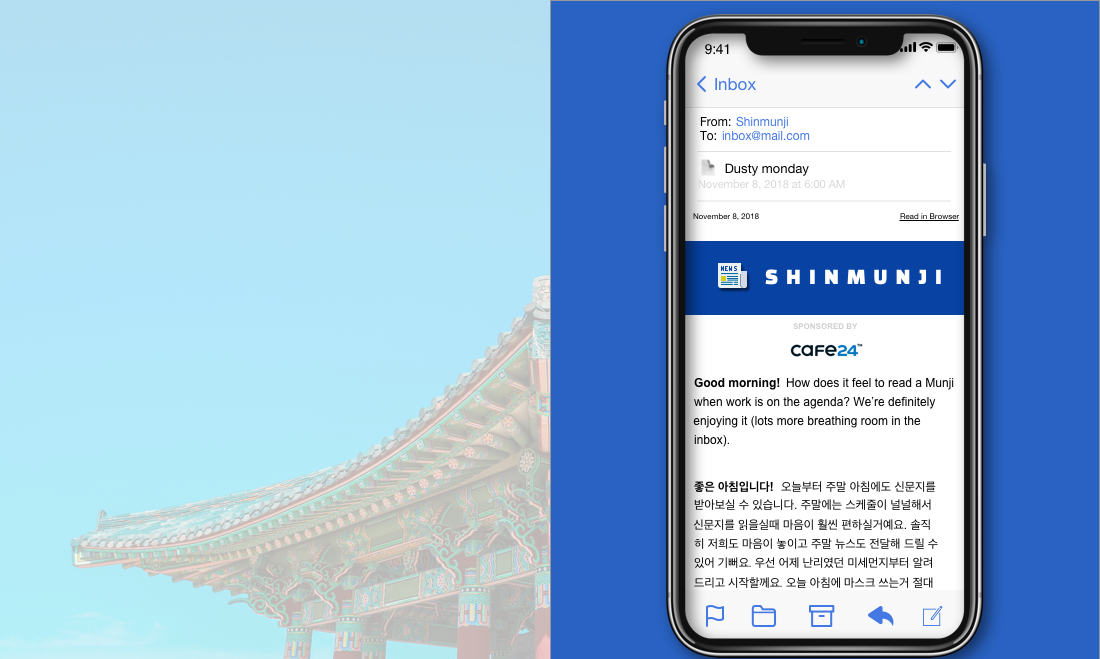 9:41
Inbox
From: Shinmunji
To: inbox@mail.com
Dusty monday
November 8, 2018 at 6:00 AM
November 8, 2018 Read in Browser
NEWS
SHINMUNJI
SPONSORED BY
cafe24™
Good morning! How does it feel to read a Munji
when work is on the agenda? We're definitely
enjoying it (lots more breathing room in the
inbox).
좋은 아침입니다! 오늘부터 주말 아침에도 신문지를
받아보실 수 있습니다. 주말에는 스케줄이 널널해서
신문지를 읽을실때 마음이 훨씬 편하실거예요. 솔직
히 저희도 마음이 놓이고 주말 뉴스도 전달해 드릴 수
있어 기뻐요. 우선 어제 난리였던 미세먼지부터 알려
드리고 시작할께요. 오늘 아침에 마스크 쓰는거 절대